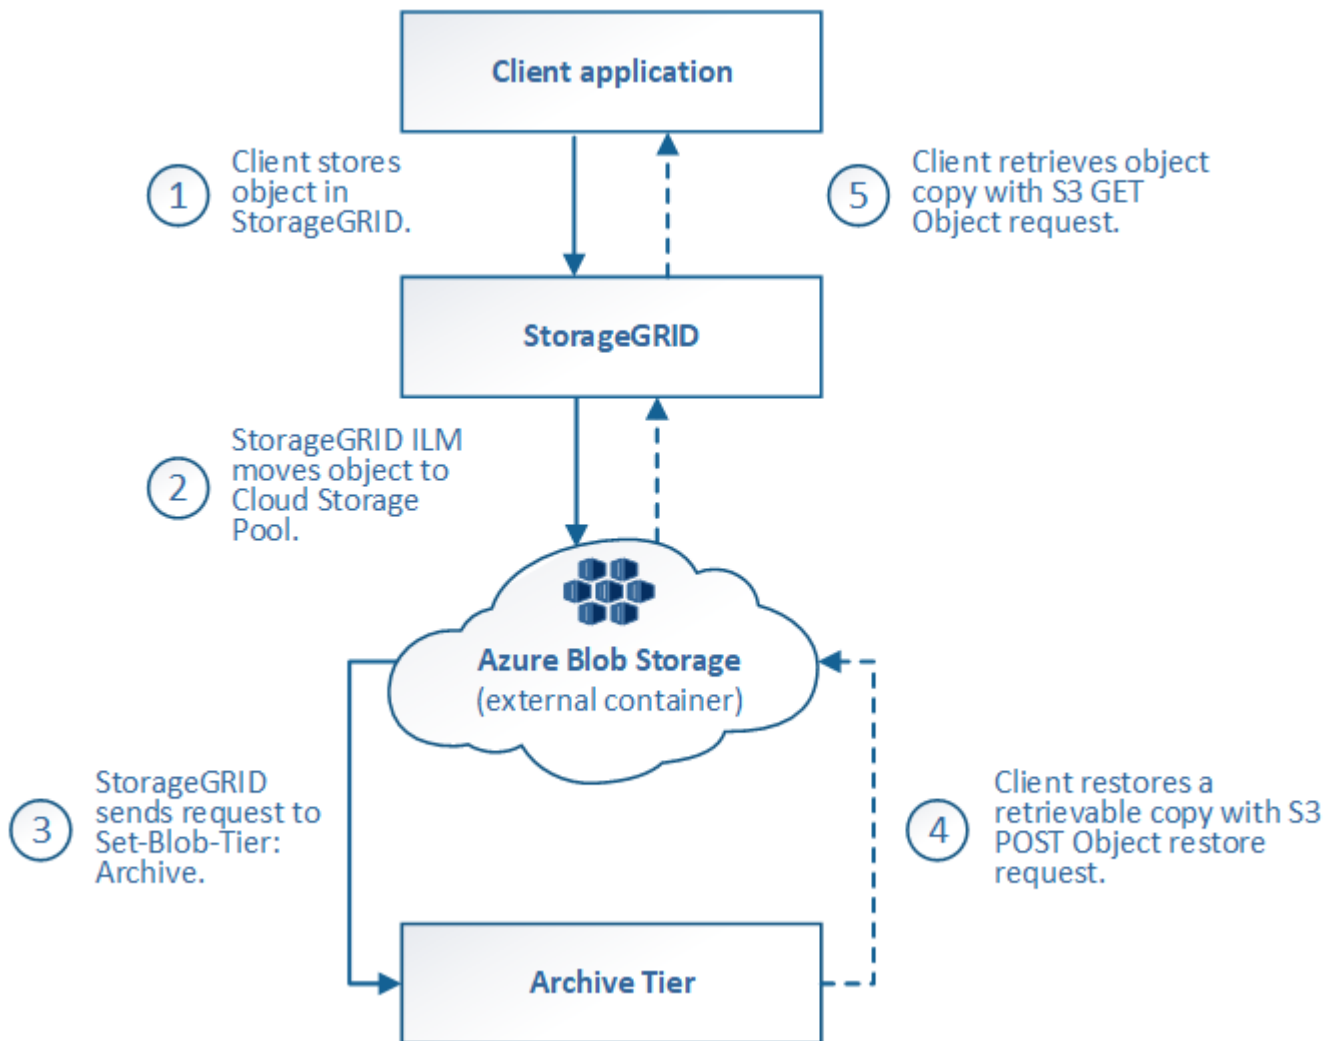 Client application
1
Client stores
object in
StorageGRID.
5
Client retrieves object
copy with S3 GET
Object request.
StorageGRID
2
StorageGRID ILM
moves object to
Cloud Storage
Pool.
Azure Blob Storage
(external container)
3
StorageGRID
sends request to
Set-Blob-Tier:
Archive.
4
Client restores a
retrievable copy with S3
POST Object restore
request.
Archive Tier